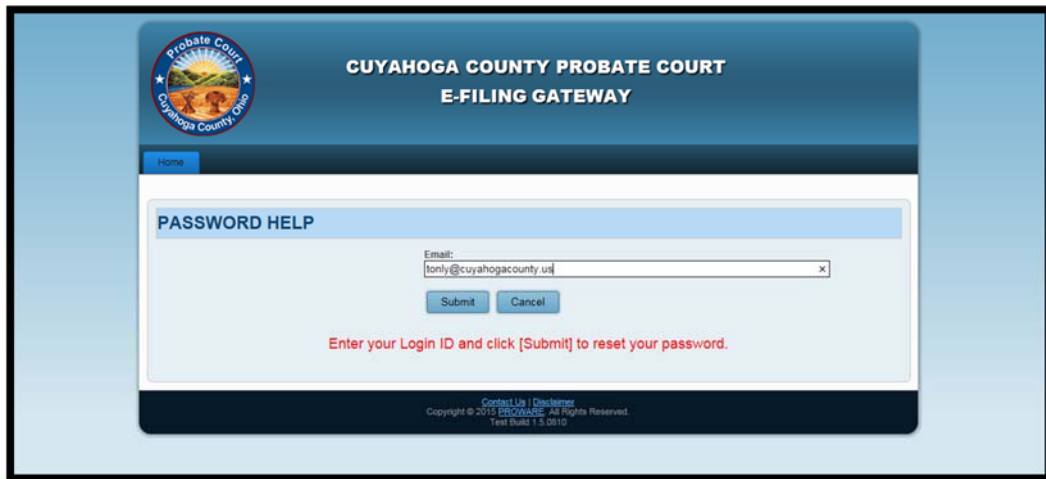 Probate Court
Cuyahoga County, Ohio
CUYAHOGA COUNTY PROBATE COURT
E-FILING GATEWAY
Home
PASSWORD HELP
Email:
tonly@cuyahogacounty.us
Submit Cancel
Enter your Login ID and click [Submit] to reset your password.
Contact Us | Disclaimer
Copyright © 2015 PROWARE. All Rights Reserved.
Test Build 1.5.0810